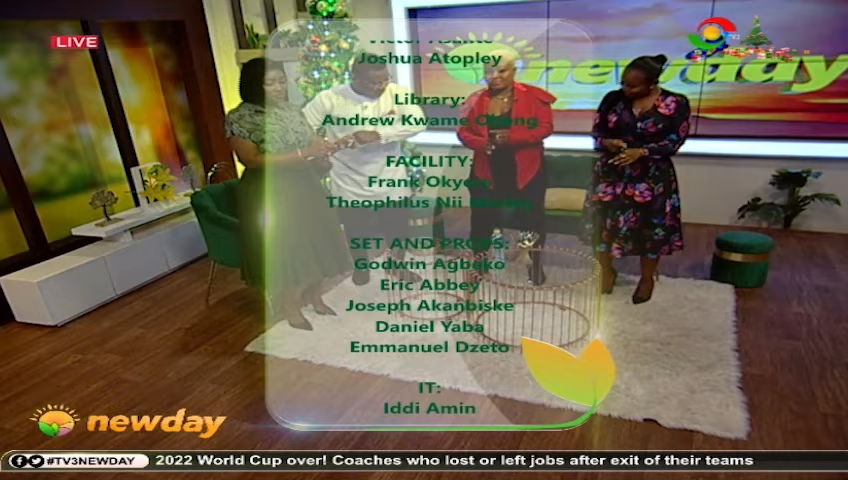 LIVE
newday
TV3
Joshua Atopley
Library:
Andrew Kwame
FACILITY:
Frank
Theophilus Nii
SET AND PROPS:
Godwin Agbeko
Eric Abbey
Joseph Akanbiske
Daniel Yaba
Emmanuel Dzeto
IT:
Iddi Amin
newday
#TV3NEWDAY
2022 World Cup over! Coaches who lost or left jobs after exit of their teams